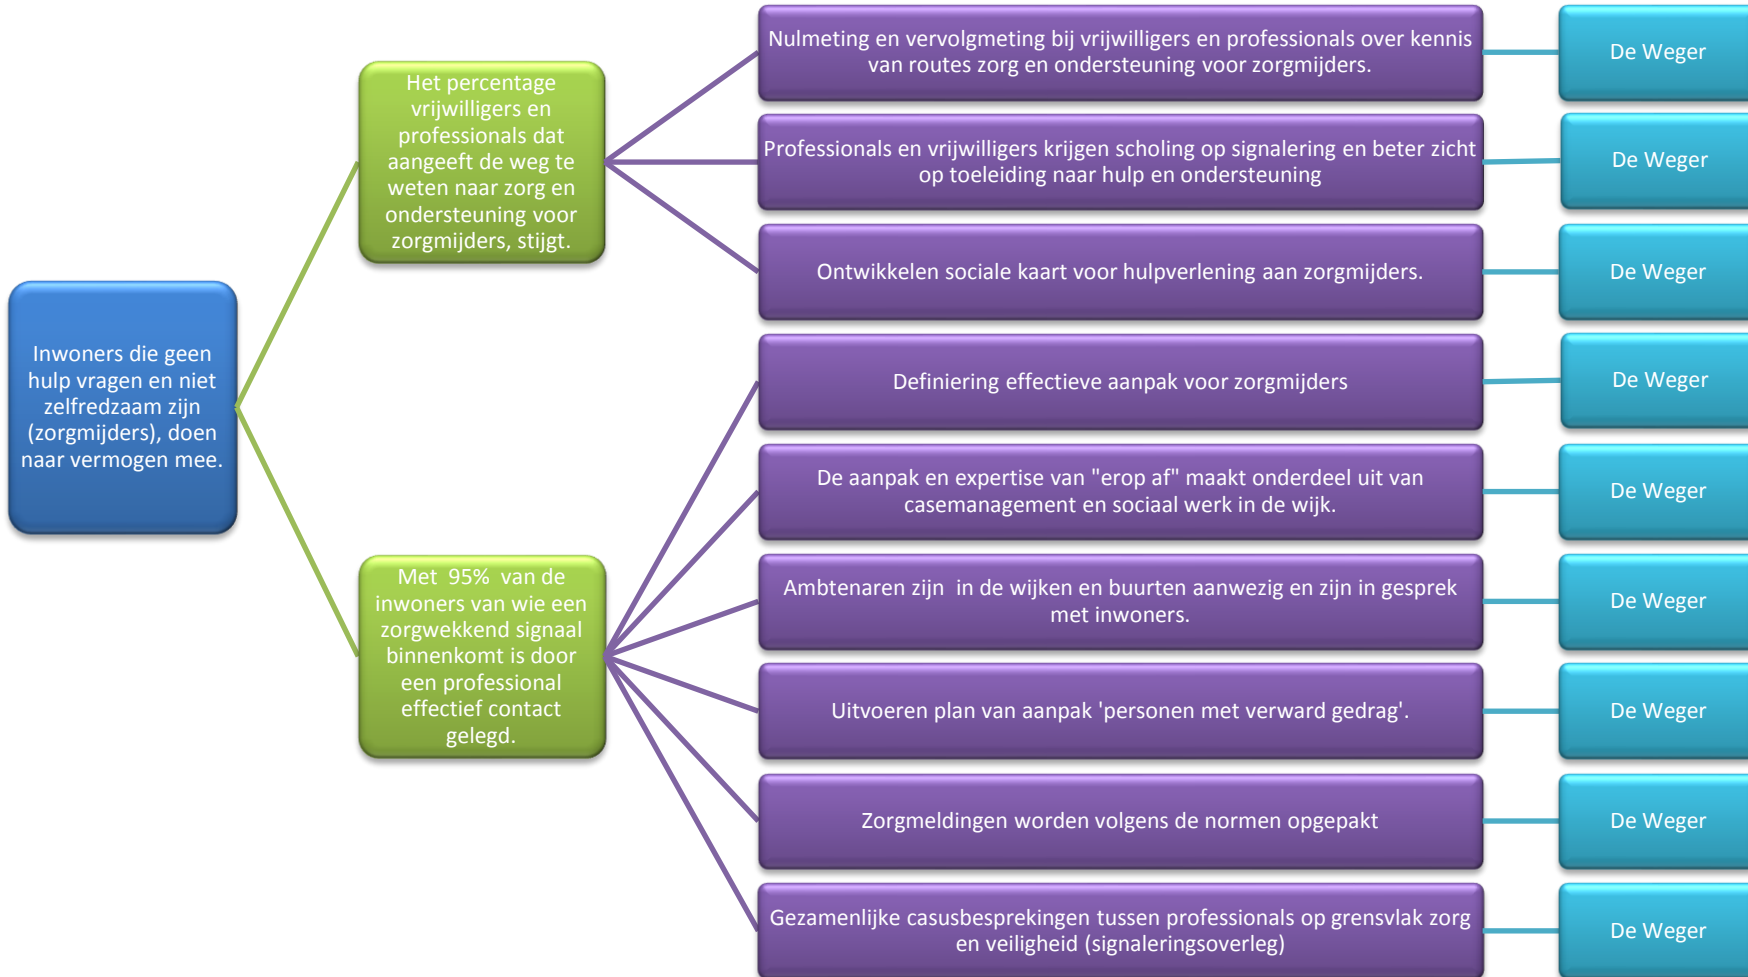 Inwoners die geen
hulp vragen en niet
zelfredzaam zijn
(zorgmijders), doen
naar vermogen mee.
Het percentage
vrijwilligers en
professionals dat
aangeeft de weg te
weten naar zorg en
ondersteuning voor
zorgmijders, stijgt.
Nulmeting en vervolgmeting bij vrijwilligers en professionals over kennis
van routes zorg en ondersteuning voor zorgmijders.
De Weger
Professionals en vrijwilligers krijgen scholing op signalering en beter zicht
op toeleiding naar hulp en ondersteuning
De Weger
Ontwikkelen sociale kaart voor hulpverlening aan zorgmijders.
De Weger
Met  95%  van de
inwoners van wie een
zorgwekkend signaal
binnenkomt is door
een professional
effectief contact
gelegd.
Definiering effectieve aanpak voor zorgmijders
De Weger
De aanpak en expertise van "erop af" maakt onderdeel uit van
casemanagement en sociaal werk in de wijk.
De Weger
Ambtenaren zijn  in de wijken en buurten aanwezig en zijn in gesprek
met inwoners.
De Weger
Uitvoeren plan van aanpak 'personen met verward gedrag'.
De Weger
Zorgmeldingen worden volgens de normen opgepakt
De Weger
Gezamenlijke casusbesprekingen tussen professionals op grensvlak zorg
en veiligheid (signaleringsoverleg)
De Weger